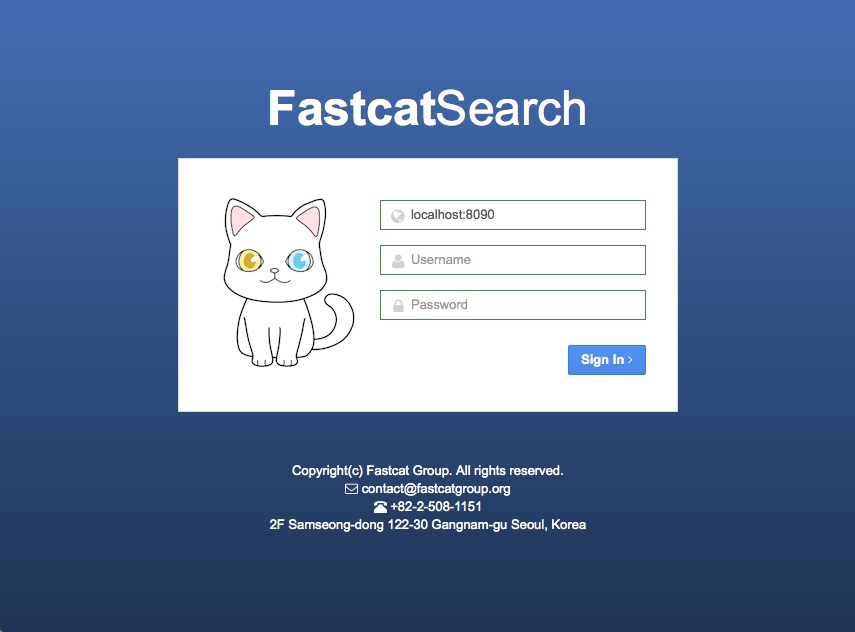 FastcatSearch
localhost:8090
Username
Password
Sign In
Copyright(c) Fastcat Group. All rights reserved.
contact@fastcatgroup.org
+82-2-508-1151
2F Samseong-dong 122-30 Gangnam-gu Seoul, Korea